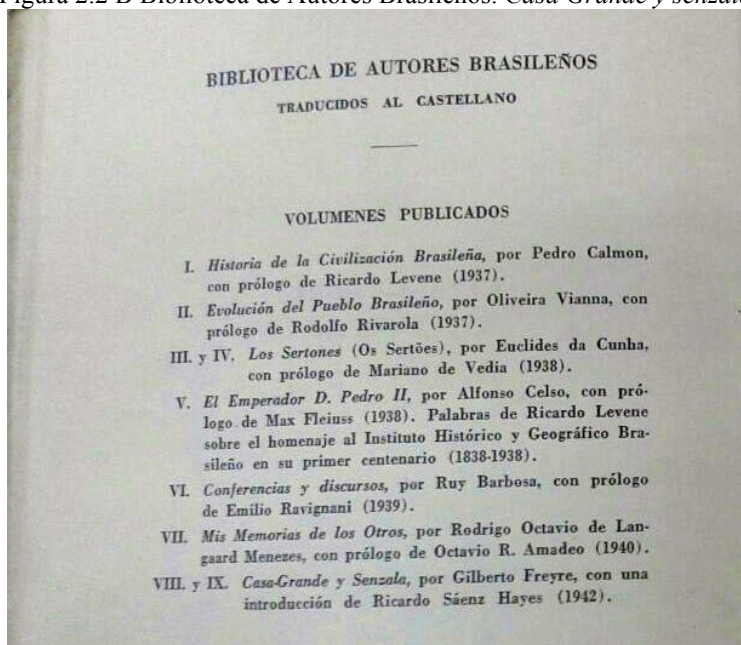 Figura 2.2 B Biblioteca de Autores Brasileños: Casa-Grande y senzala
BIBLIOTECA DE AUTORES BRASILEÑOS
TRADUCIDOS AL CASTELLANO
VOLUMENES PUBLICADOS
I. Historia de la Civilización Brasileña, por Pedro Calmon,
con prólogo de Ricardo Levene (1937).
II. Evolución del Pueblo Brasileño, por Oliveira Vianna, con
prólogo de Rodolfo Rivarola (1937).
III. y IV. Los Sertones (Os Sertões), por Euclides da Cunha,
con prólogo de Mariano de Vedia (1938).
V. El Emperador D. Pedro II, por Alfonso Celso, con pró-
logo de Max Fleiuss (1938). Palabras de Ricardo Levene
sobre el homenaje al Instituto Histórico y Geográfico Bra-
sileño en su primer centenario (1838-1938).
VI. Conferencias y discursos, por Ruy Barbosa, con prólogo
de Emilio Ravignani (1939).
VII. Mis Memorias de los Otros, por Rodrigo Octavio de Lan-
gaard Menezes, con prólogo de Octavio R. Amadeo (1940).
VIII. y IX. Casa-Grande y Senzala, por Gilberto Freyre, con una
introducción de Ricardo Sáenz Hayes (1942).